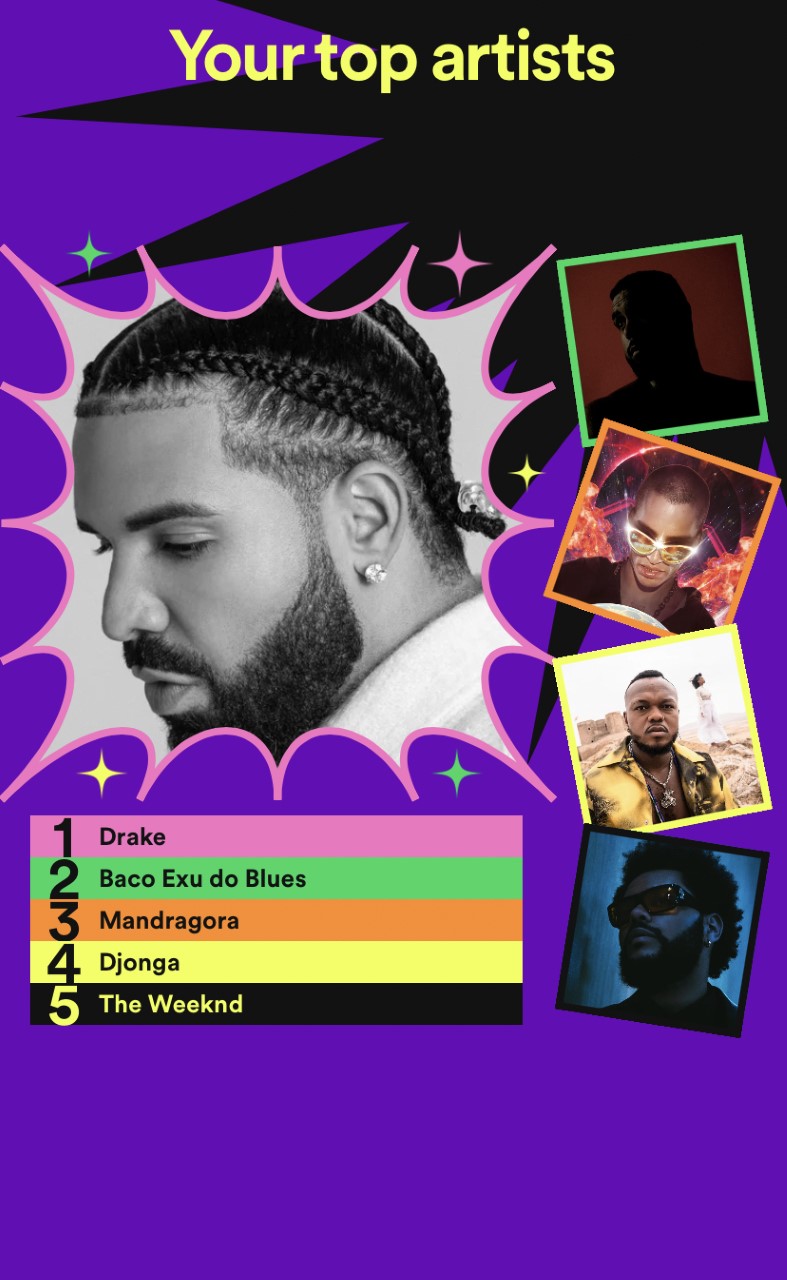 Your top artists
1 Drake
2 Baco Exu do Blues
3 Mandragora
4 Djonga
5 The Weeknd